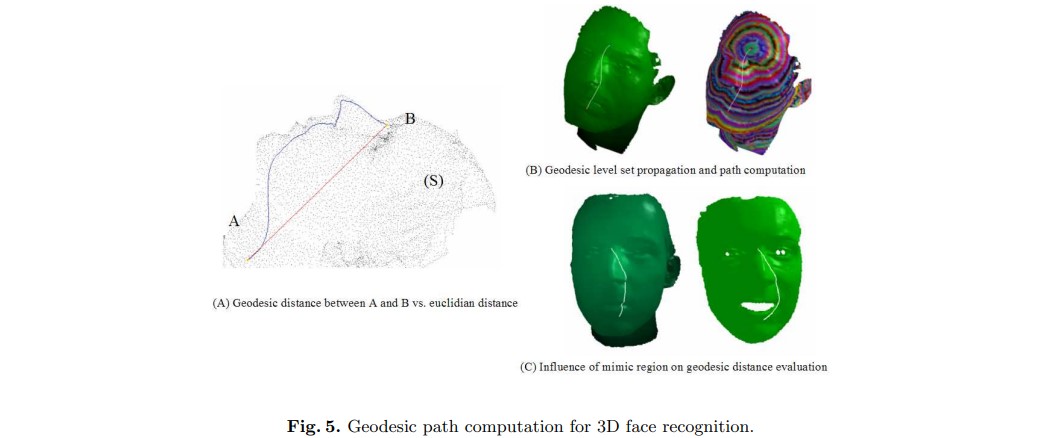 A
B
(S)
(A) Geodesic distance between A and B vs. euclidian distance
(B) Geodesic level set propagation and path computation
(C) Influence of mimic region on geodesic distance evaluation
Fig. 5. Geodesic path computation for 3D face recognition.